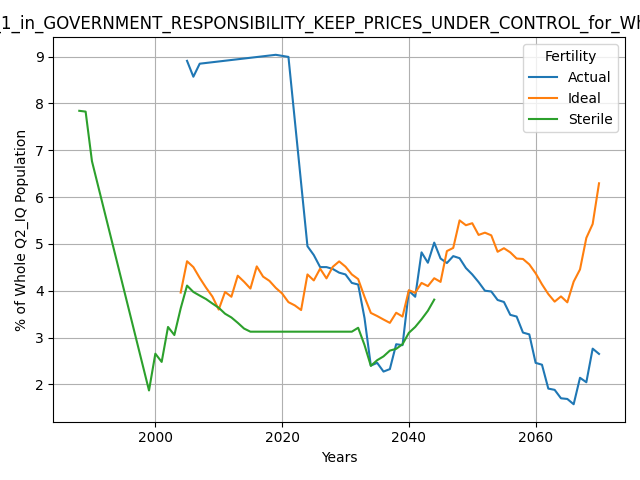 _1_in_GOVERNMENT_RESPONSIBILITY_KEEP_PRICES_UNDER_CONTROL_for_Wh
Fertility
Actual
Ideal
Sterile
% of Whole Q2_IQ Population
9
8
7
6
5
4
3
2
2000 2020 2040 2060
Years